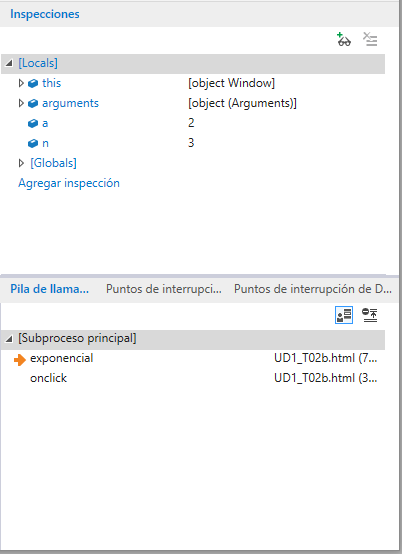 Inspecciones
[Locals]
this [object Window]
arguments [object (Arguments)]
a 2
n 3
[Globals]
Agregar inspección
Pila de llama... Puntos de interrupci... Puntos de interrupción de D...
[Subproceso principal]
exponencial UD1_T02b.html (7...
onclick UD1_T02b.html (3...